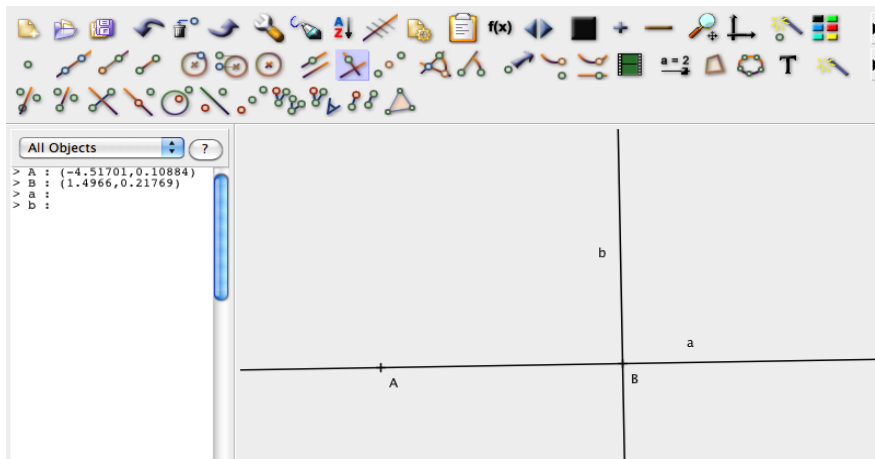 A Z f(x)
a = 2 T
All Objects ?
> A : (-4.51701,0.10884)
> B : (1.4966,0.21769)
> a :
> b :
b
a
A
B